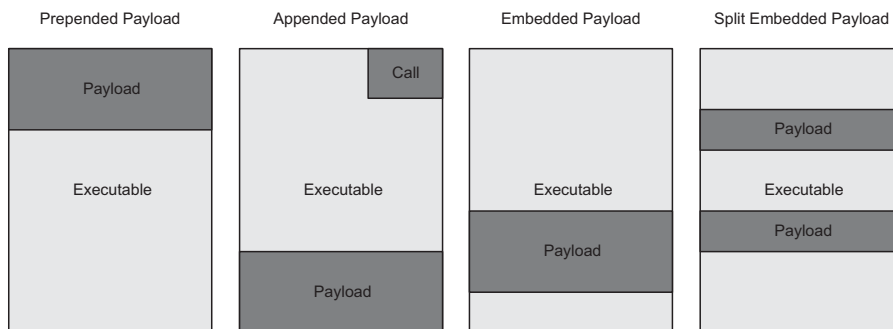 Prepended Payload
Appended Payload
Embedded Payload
Split Embedded Payload
Payload
Executable
Call
Executable
Payload
Executable
Payload
Payload
Executable
Payload